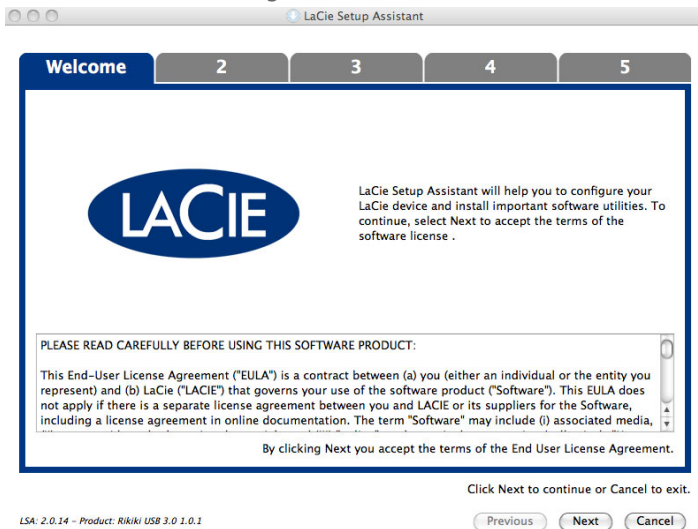 LaCie Setup Assistant
Welcome
2
3
4
5
LACIE
LaCie Setup Assistant will help you to configure your
LaCie device and install important software utilities. To
continue, select Next to accept the terms of the
software license .
PLEASE READ CAREFULLY BEFORE USING THIS SOFTWARE PRODUCT:
This End-User License Agreement ("EULA") is a contract between (a) you (either an individual or the entity you
represent) and (b) LaCie ("LACIE") that governs your use of the software product ("Software"). This EULA does
not apply if there is a separate license agreement between you and LACIE or its suppliers for the Software,
including a license agreement in online documentation. The term "Software" may include (i) associated media,
By clicking Next you accept the terms of the End User License Agreement.
Click Next to continue or Cancel to exit.
LSA: 2.0.14 - Product: Rikiki USB 3.0 1.0.1
Previous
Next
Cancel